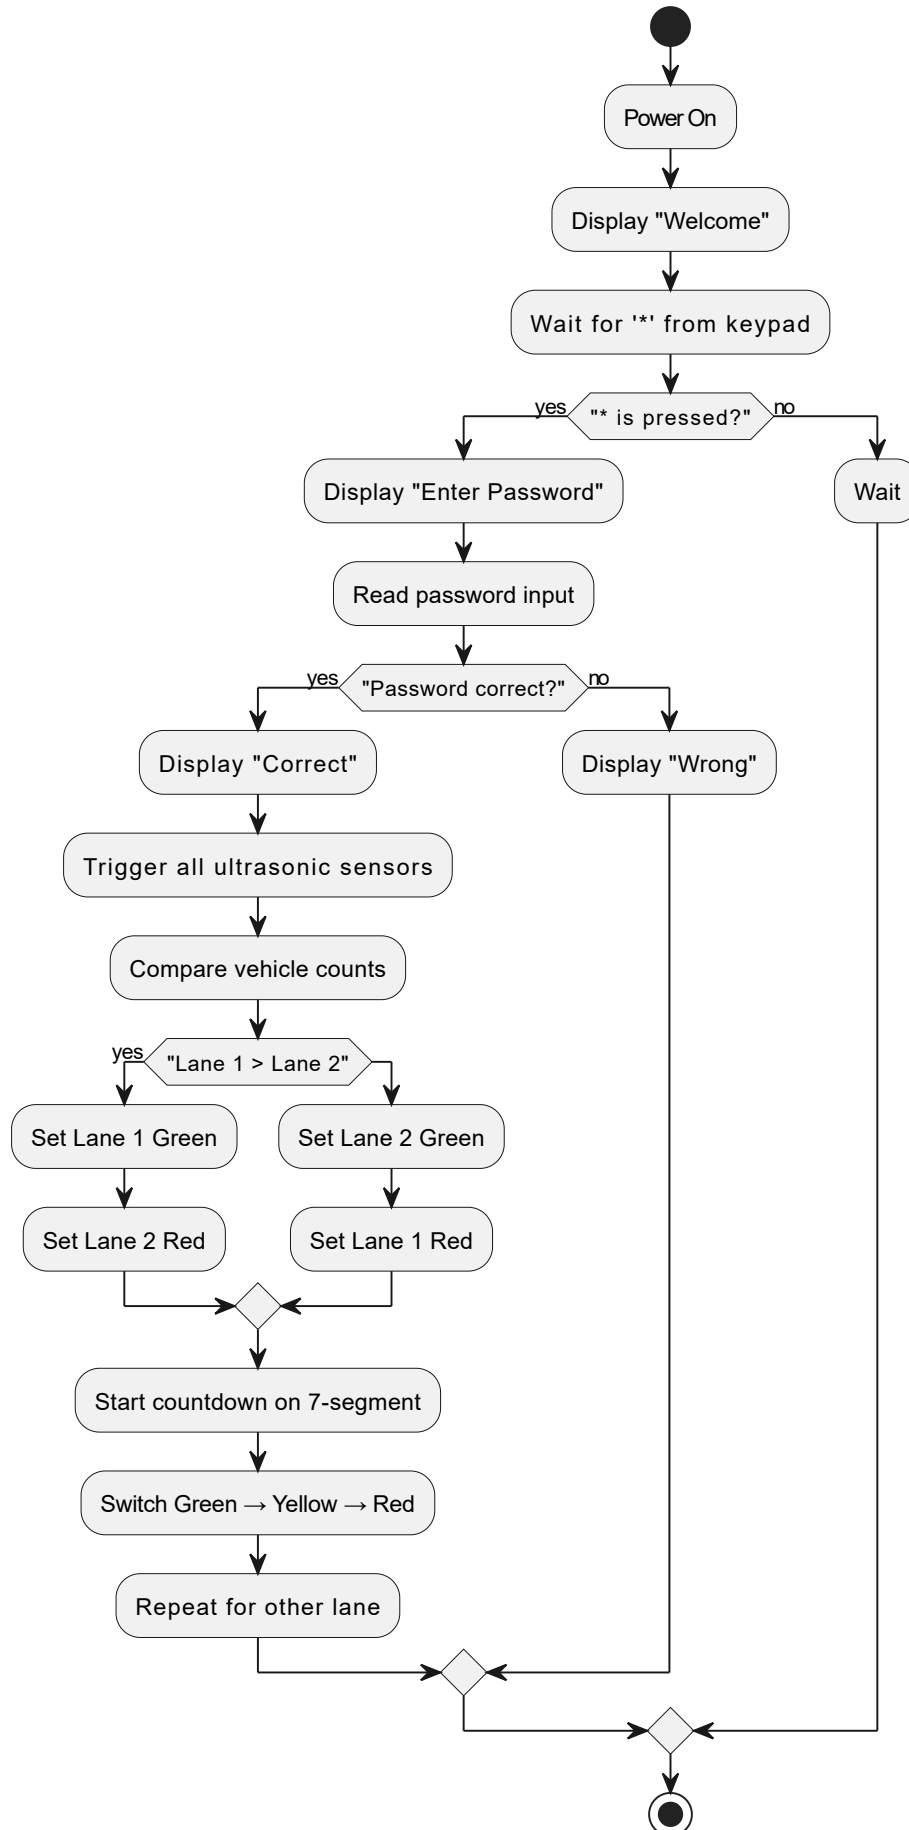 Power On
Display "Welcome"
Wait for '*' from keypad
yes
"* is pressed?"
no
Display "Enter Password"
Wait
Read password input
yes
"Password correct?"
no
Display "Correct"
Display "Wrong"
Trigger all ultrasonic sensors
Compare vehicle counts
yes
"Lane 1 > Lane 2"
Set Lane 1 Green
Set Lane 2 Green
Set Lane 2 Red
Set Lane 1 Red
Start countdown on 7-segment
Switch Green → Yellow → Red
Repeat for other lane